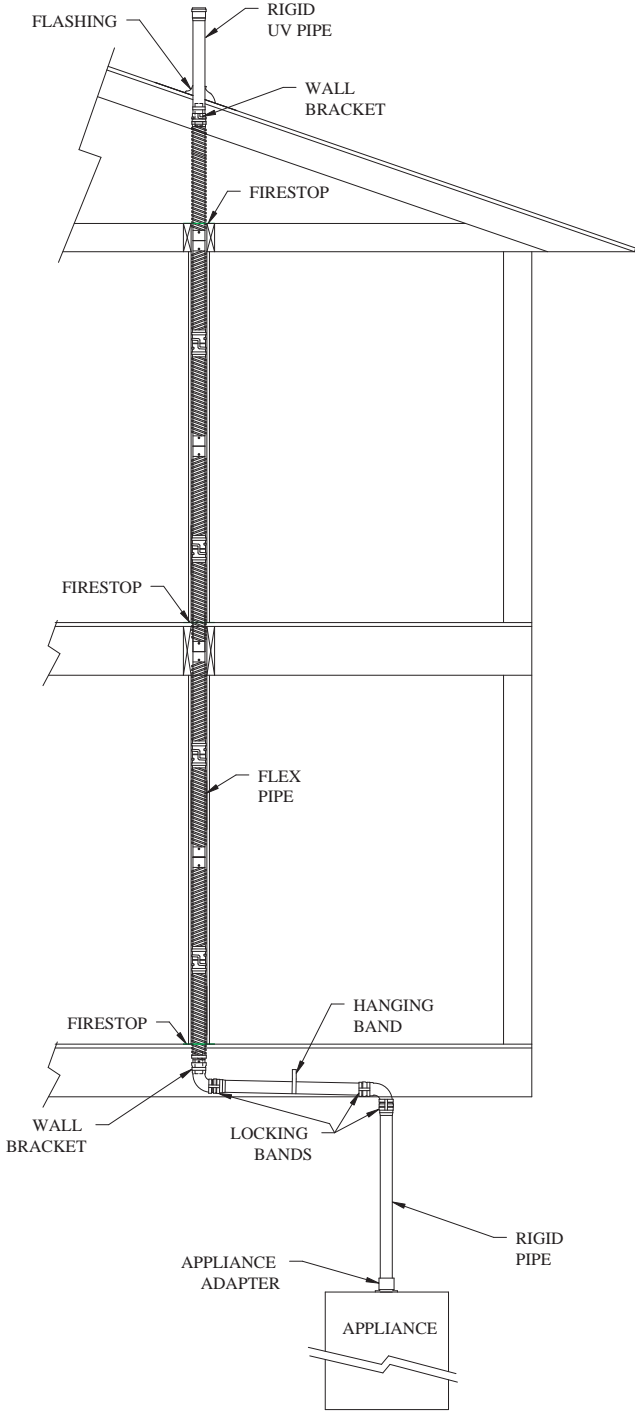 RIGID
UV PIPE
FLASHING
WALL
BRACKET
FIRESTOP
FIRESTOP
FLEX
PIPE
HANGING
BAND
FIRESTOP
WALL
BRACKET
LOCKING
BANDS
RIGID
PIPE
APPLIANCE
ADAPTER
APPLIANCE